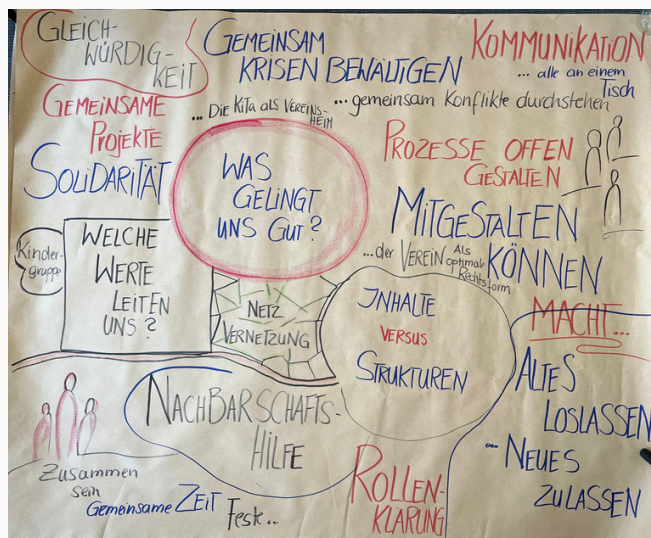 GLEICH-
WÜRDIG-
KEIT
GEMEINSAM
KRISEN BEWÄLTIGEN
KOMMUNIKATION
... alle an einem
Tisch
GEMEINSAME
PROJEKTE
... DIE KITA ALS VEREINS-
HEIM
... gemeinsam Konflikte durchstehen
SOLIDARITÄT
WAS
GELINGT
UNS GUT?
PROZESSE OFFEN
GESTALTEN
MITGESTALTEN
KÖNNEN
...der VEREIN Als
optimale
Rechtsform
Kinder-
gruppe
WELCHE
WERTE
LEITEN
UNS?
NETZ
VERNETZUNG
INHALTE
VERSUS
STRUKTUREN
MACHT...
ALTES
LOSLASSEN
... NEUES
ZULASSEN
NACHBARSCHAFTS-
HILFE
Zusammen
sein
Gemeinsame ZEIT
Feste..
ROLLEN-
KLÄRUNG